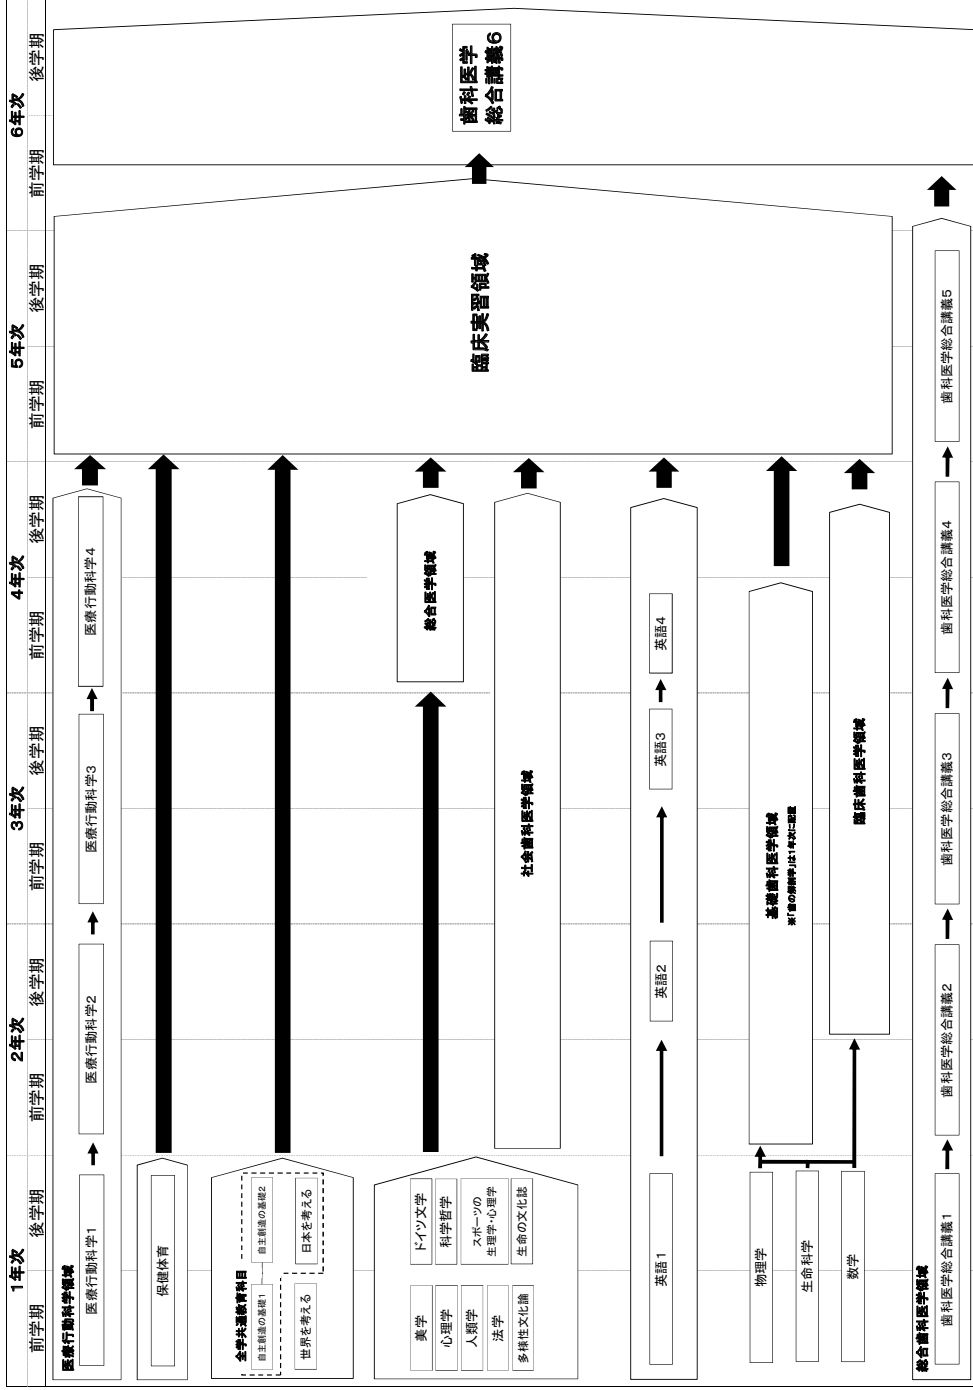 1年次
2年次
3年次
4年次
5年次
6年次
前学期
後学期
前学期
後学期
前学期
後学期
前学期
後学期
前学期
後学期
前学期
後学期
医療行動科学領域
医療行動科学1
医療行動科学2
医療行動科学3
医療行動科学4
保健体育
全学共通教育科目
自主創造の基礎1
自主創造の基礎2
世界を考える
日本を考える
美学
ドイツ文学
心理学
科学哲学
人類学
スポーツの
生理学・心理学
法学
生命の文化誌
多様性文化論
総合医学領域
社会歯科医学領域
英語1
英語2
英語3
英語4
物理学
生命科学
数学
基礎歯科医学領域
※「歯の解剖学」は1年次に配置
臨床歯科医学領域
臨床実習領域
歯科医学
総合講義6
総合歯科医学領域
歯科医学総合講義1
歯科医学総合講義2
歯科医学総合講義3
歯科医学総合講義4
歯科医学総合講義5